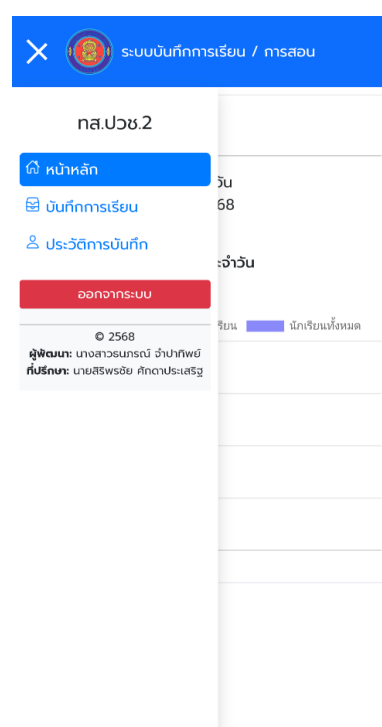 ระบบบันทึกการเรียน / การสอน
ทส.ปวช.2
หน้าหลัก
บันทึกการเรียน
ประวัติการบันทึก
ออกจากระบบ
© 2568
ผู้พัฒนา: นางสาวธนภรณ์ จำปาทิพย์
ที่ปรึกษา: นายสิริพรชัย ศักดาประเสริฐ
วัน
68
ะจำวัน
รียน นักเรียนทั้งหมด